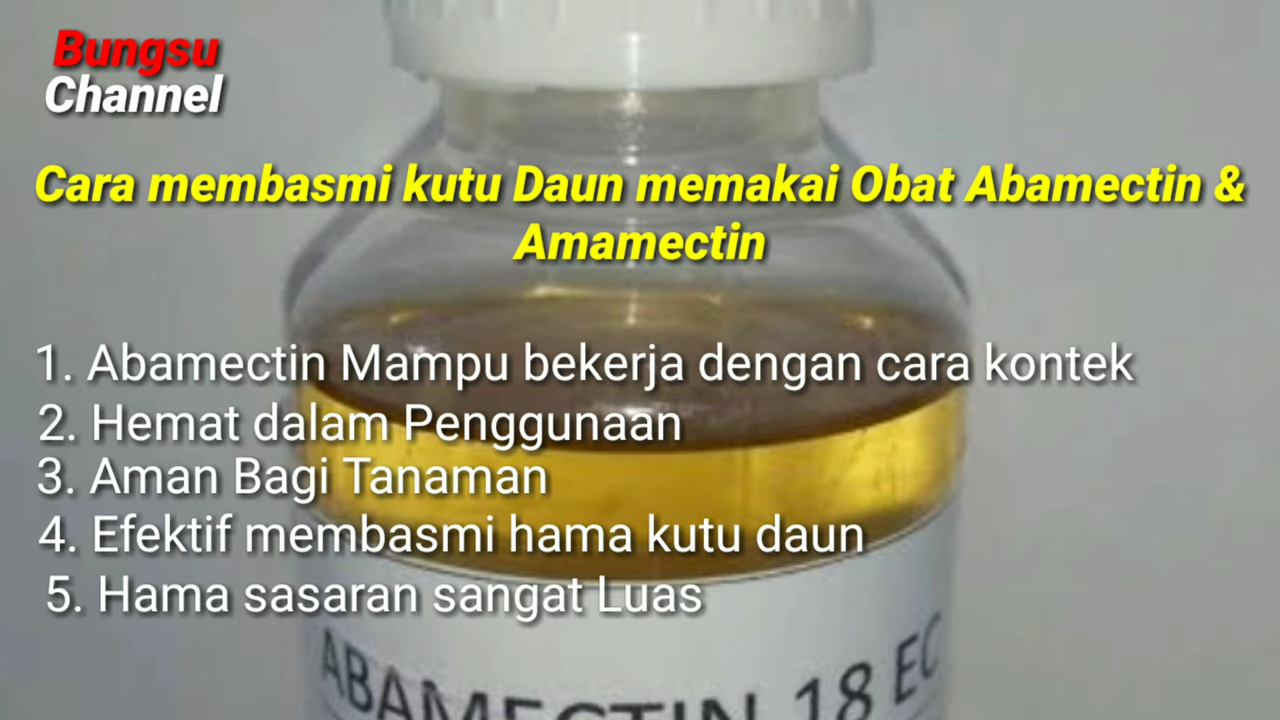 Bungsu
Channel
Cara membasmi kutu Daun memakai Obat Abamectin &
Amamectin
1. Abamectin Mampu bekerja dengan cara kontek
2. Hemat dalam Penggunaan
3. Aman Bagi Tanaman
4. Efektif membasmi hama kutu daun
5. Hama sasaran sangat Luas
ABAMECTIN 18 EC